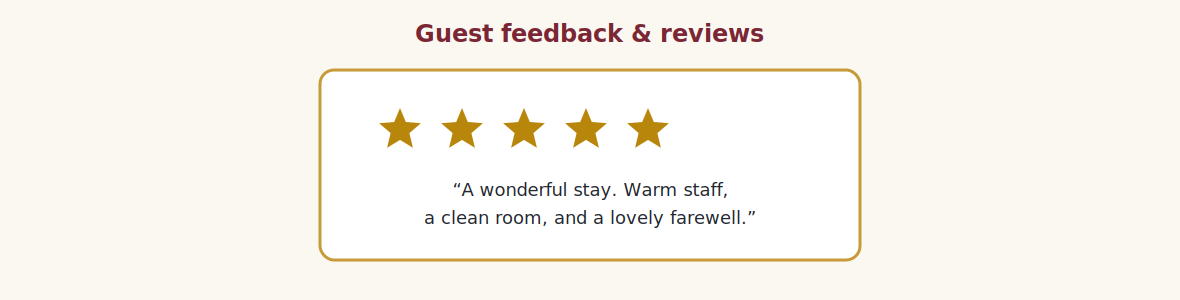 Guest feedback & reviews
“A wonderful stay. Warm staff,
a clean room, and a lovely farewell.”